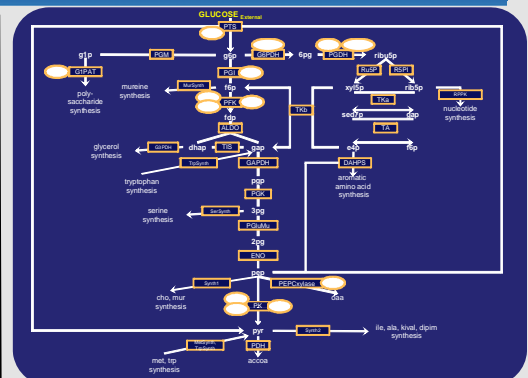 GLUCOSE External
PTS
g1p
PGM
g6p
G6PDH
6pg
PGDH
ribu5p
G1PAT
PGI
Ru5P
R5PI
poly-
saccharide
synthesis
mureine
synthesis
MurSynth
f6p
xyl5p
rib5p
RPPK
PFK
TKb
TKa
nucleotide
synthesis
fdp
sed7p
gap
ALDO
TA
glycerol
synthesis
G3PDH
dhap
TIS
gap
e4p
f6p
TrpSynth
GAPDH
DAHPS
tryptophan
synthesis
pgp
aromatic
amino acid
synthesis
PGK
serine
synthesis
SerSynth
3pg
PGluMu
2pg
ENO
pep
Synth1
PEPCxylase
cho, mur
synthesis
oaa
PK
pyr
Synth2
ile, ala, kival, dipim
synthesis
PDH
met, trp
synthesis
accoa